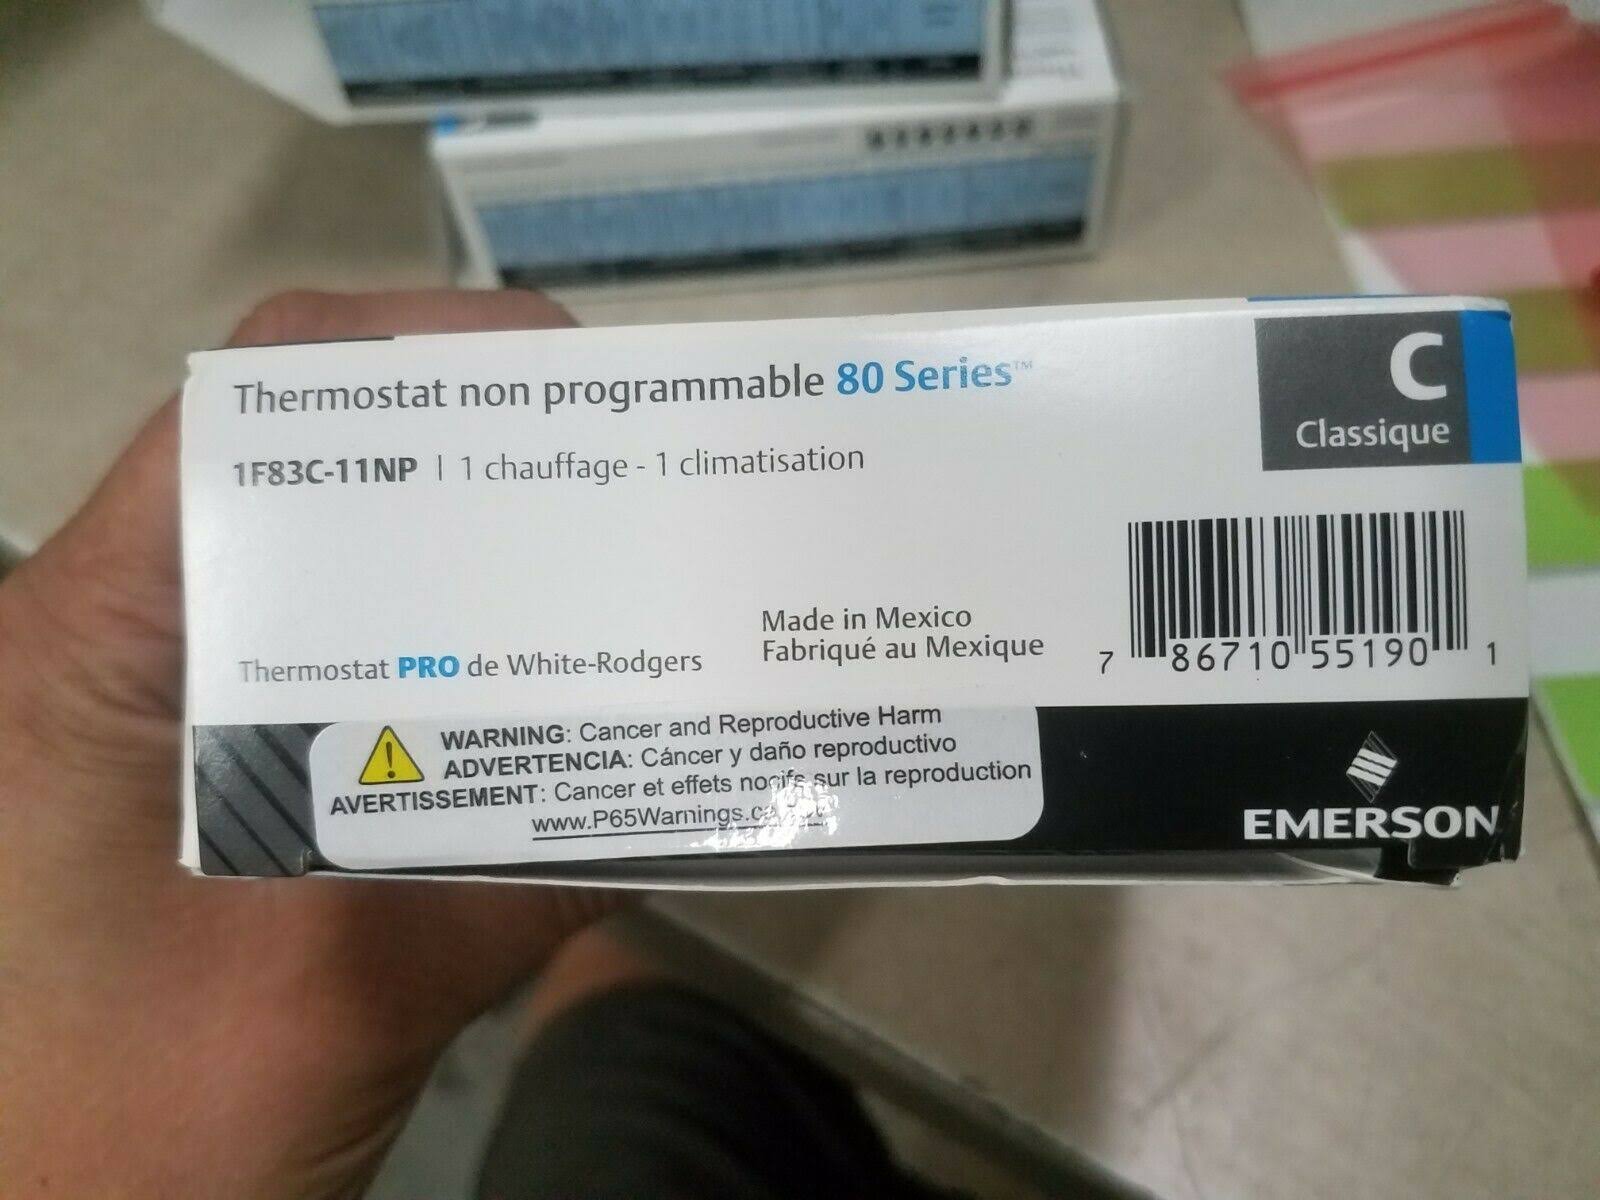 Thermostat non programmable 80 Series™
C
Classique
1F83C-11NP | 1 chauffage - 1 climatisation
Made in Mexico
Fabriqué au Mexique
Thermostat PRO de White-Rodgers
7 86710 55190 1
WARNING: Cancer and Reproductive Harm
ADVERTENCIA: Cáncer y daño reproductivo
AVERTISSEMENT: Cancer et effets nocifs sur la reproduction
EMERSON